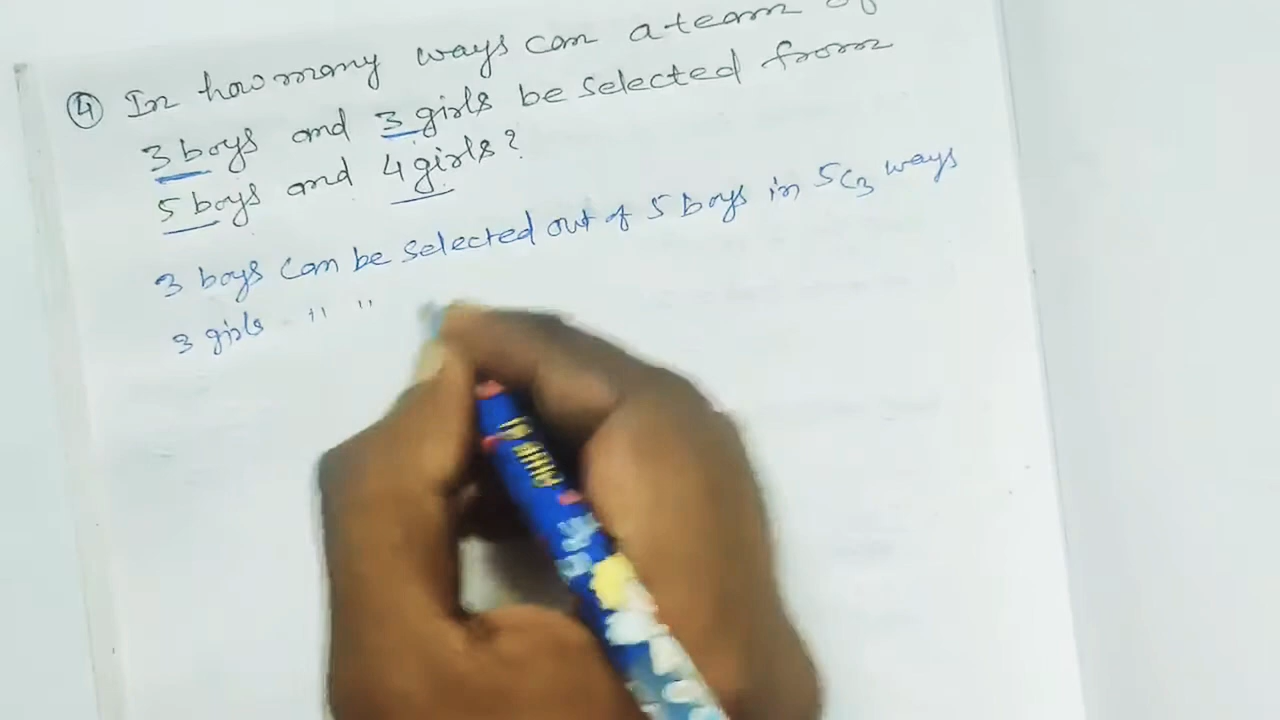 ④ In how many ways can a team of
3 boys and 3 girls be selected from
5 boys and 4 girls?
3 boys can be selected out of 5 boys in 5C3 ways
3 girls " "